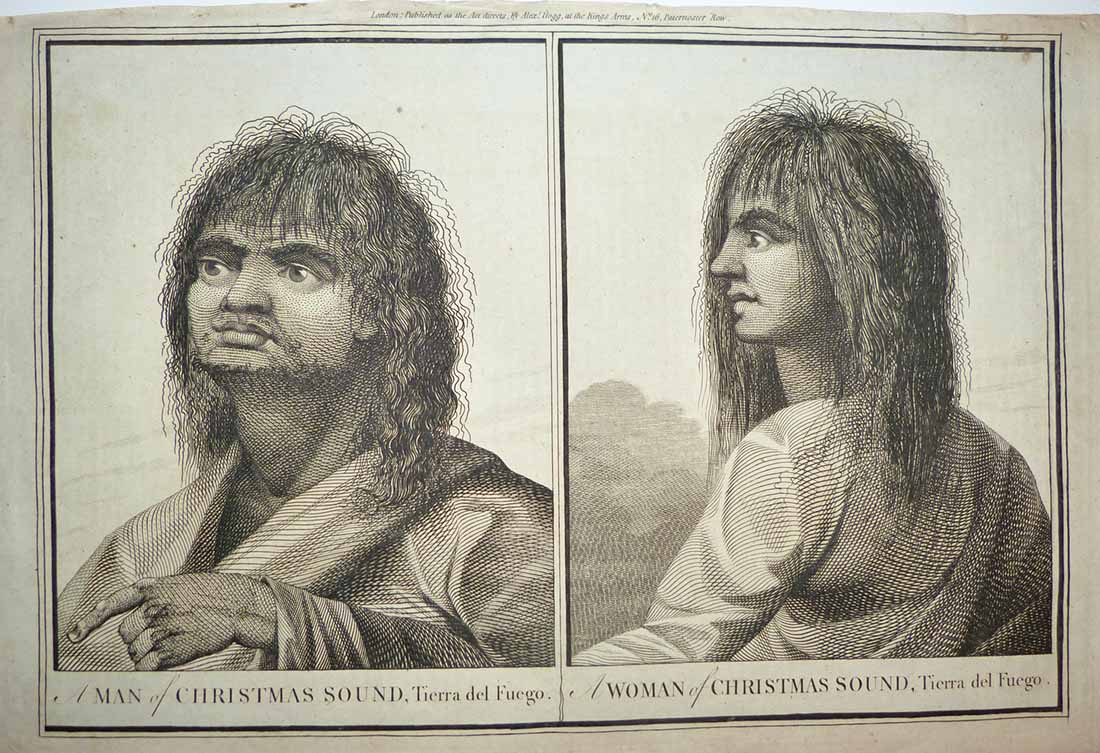 London: Published as the Act directs, by Alexr. Hogg, at the Kings Arms, No. 16, Paternoster Row.
A MAN of CHRISTMAS SOUND, Tierra del Fuego.
A WOMAN of CHRISTMAS SOUND, Tierra del Fuego.